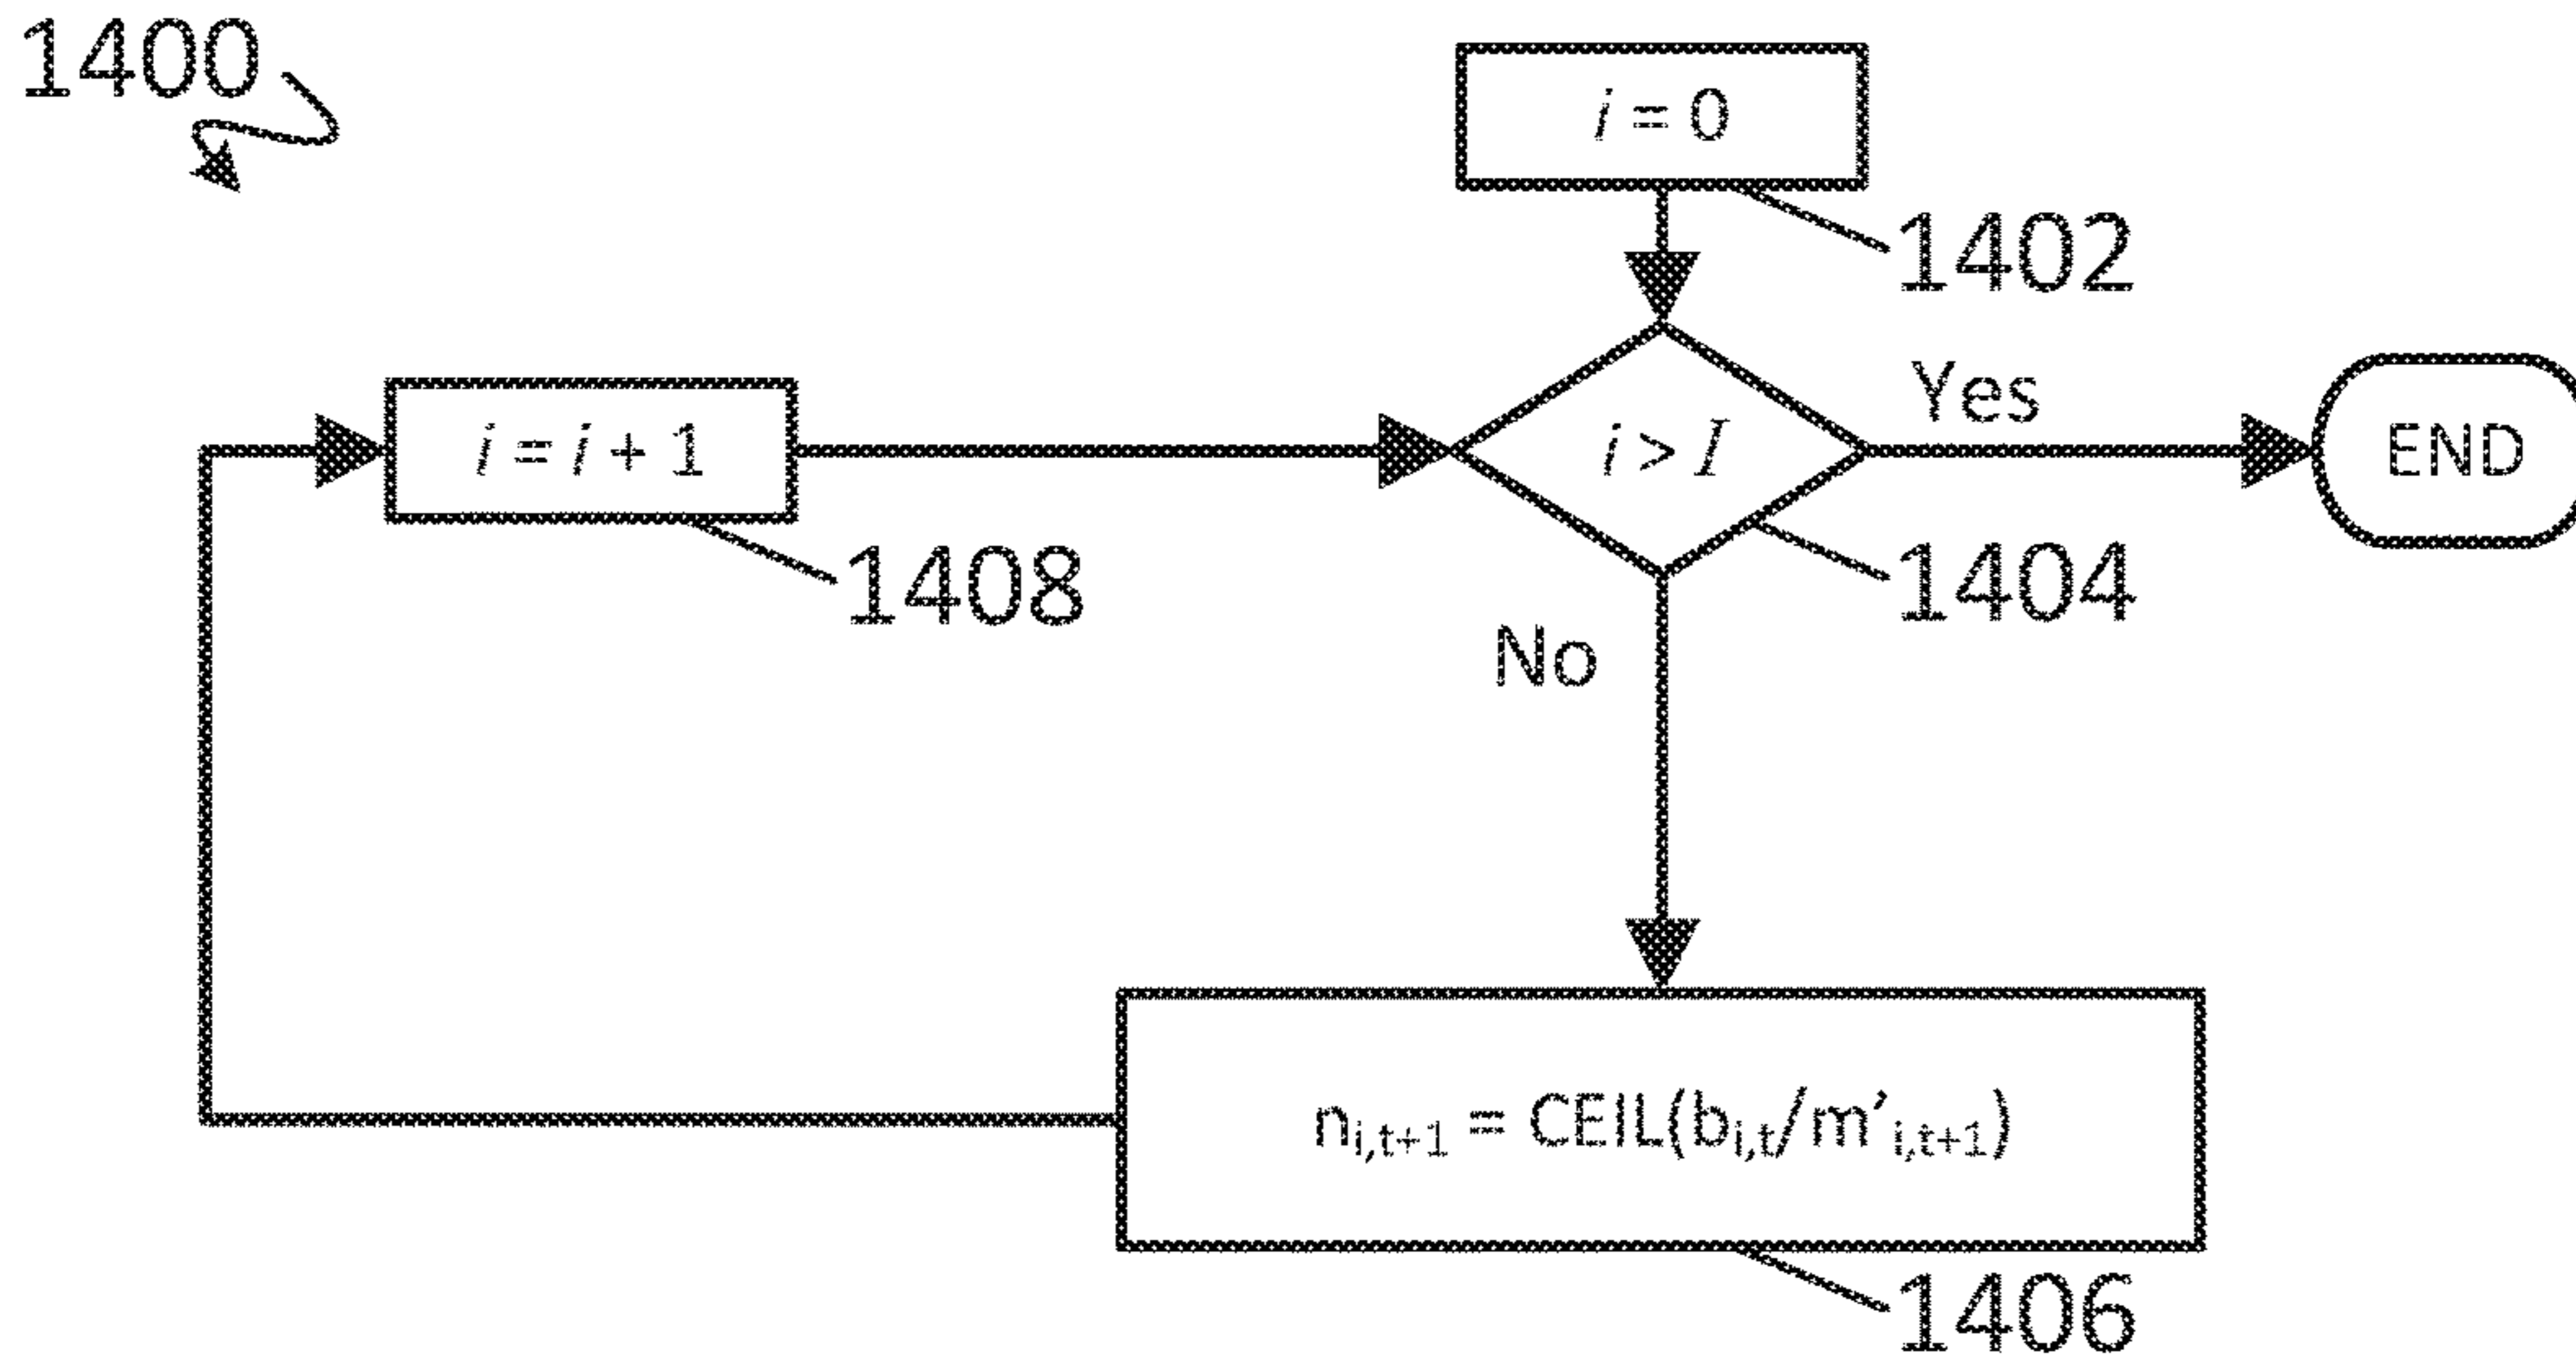 1400
i = 0
1402
Yes
i = i + 1
i > I
END
1408
1404
No
n_{i,t+1} = CEIL(b_{i,t}/m'_{i,t+1})
1406